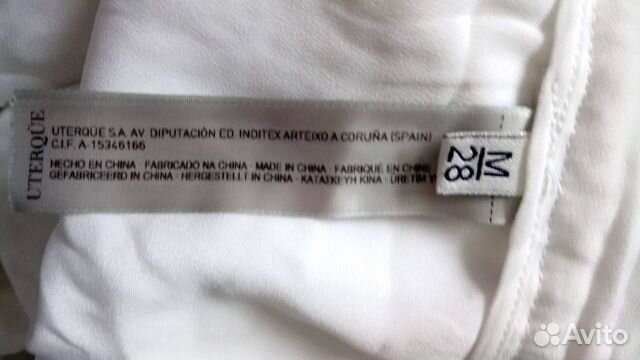 UTERQÜE
UTERQÜE S.A. AV. DIPUTACIÓN ED. INDITEX ARTEIXO A CORUÑA (SPAIN)
C.I.F. A-15346166
HECHO EN CHINA · FABRICADO NA CHINA · MADE IN CHINA · FABRIQUÉ EN CHINE
GEFABRICEERD IN CHINA · HERGESTELLT IN CHINA · ΚΑΤΑΣΚΕΥΗ ΚΙΝΑ · ÜRETİM Y
M
28
Avito